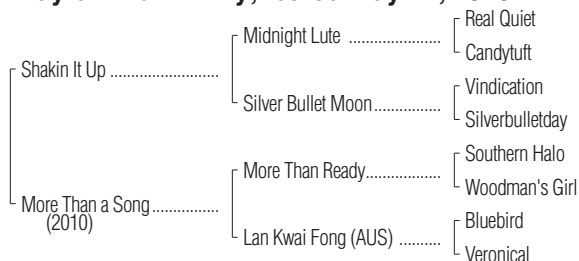 Real Quiet
Midnight Lute ..................
Candytuft
Shakin It Up ..........................
Vindication
Silver Bullet Moon................
Silverbulletday
Southern Halo
More Than Ready.................
Woodman's Girl
More Than a Song................
(2010)
Bluebird
Lan Kwai Fong (AUS) ..........
Veronical